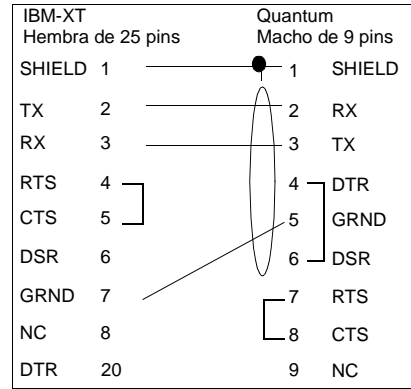 IBM-XT Quantum
Hembra de 25 pins Macho de 9 pins
SHIELD 1 1 SHIELD
TX 2 2 RX
RX 3 3 TX
RTS 4 4 DTR
CTS 5 5 GRND
DSR 6 6 DSR
GRND 7 7 RTS
NC 8 8 CTS
DTR 20 9 NC